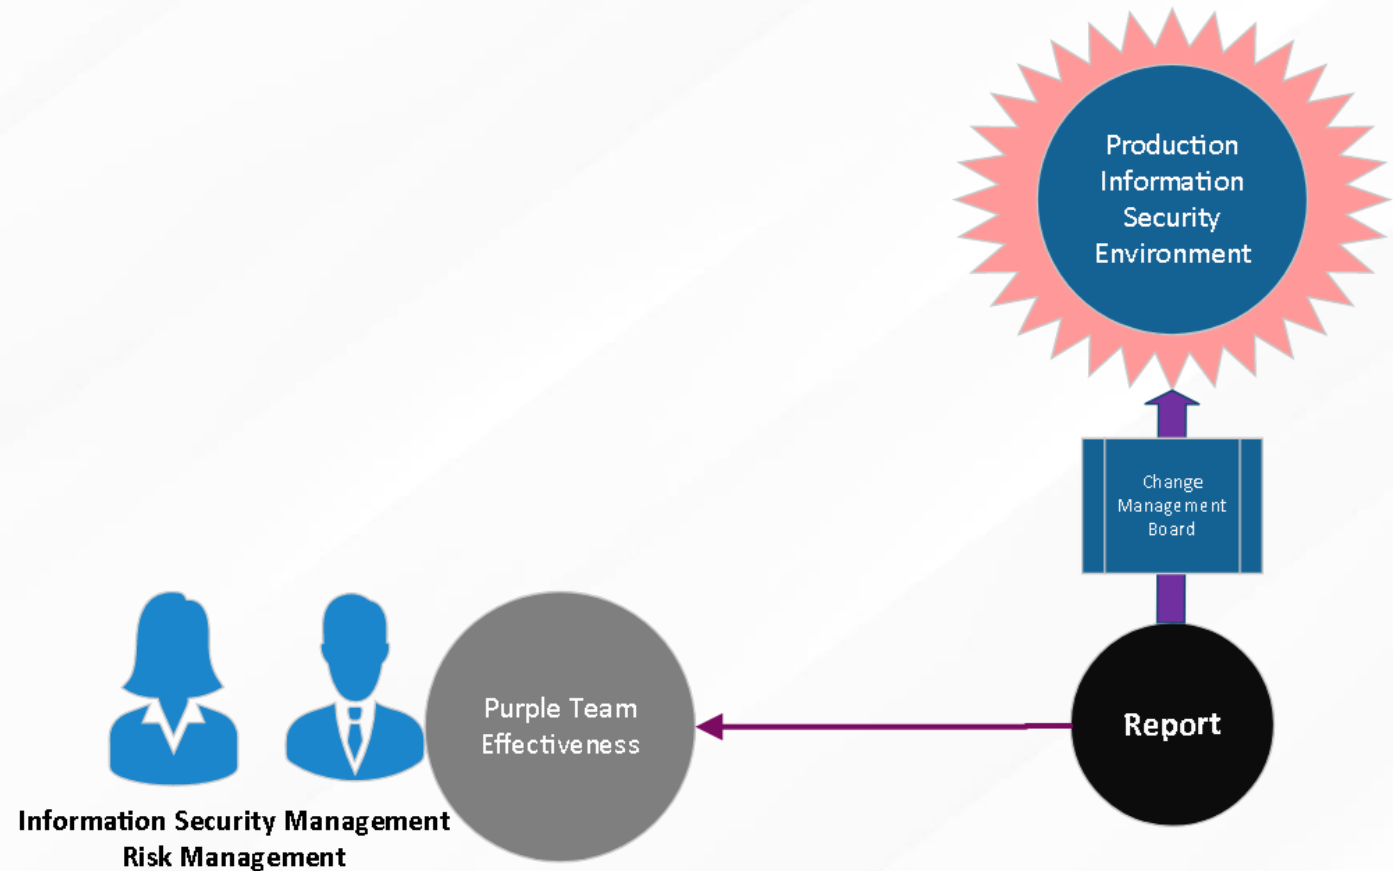 Production
Information
Security
Environment
Change
Management
Board
Purple Team
Effectiveness
Report
Information Security Management
Risk Management